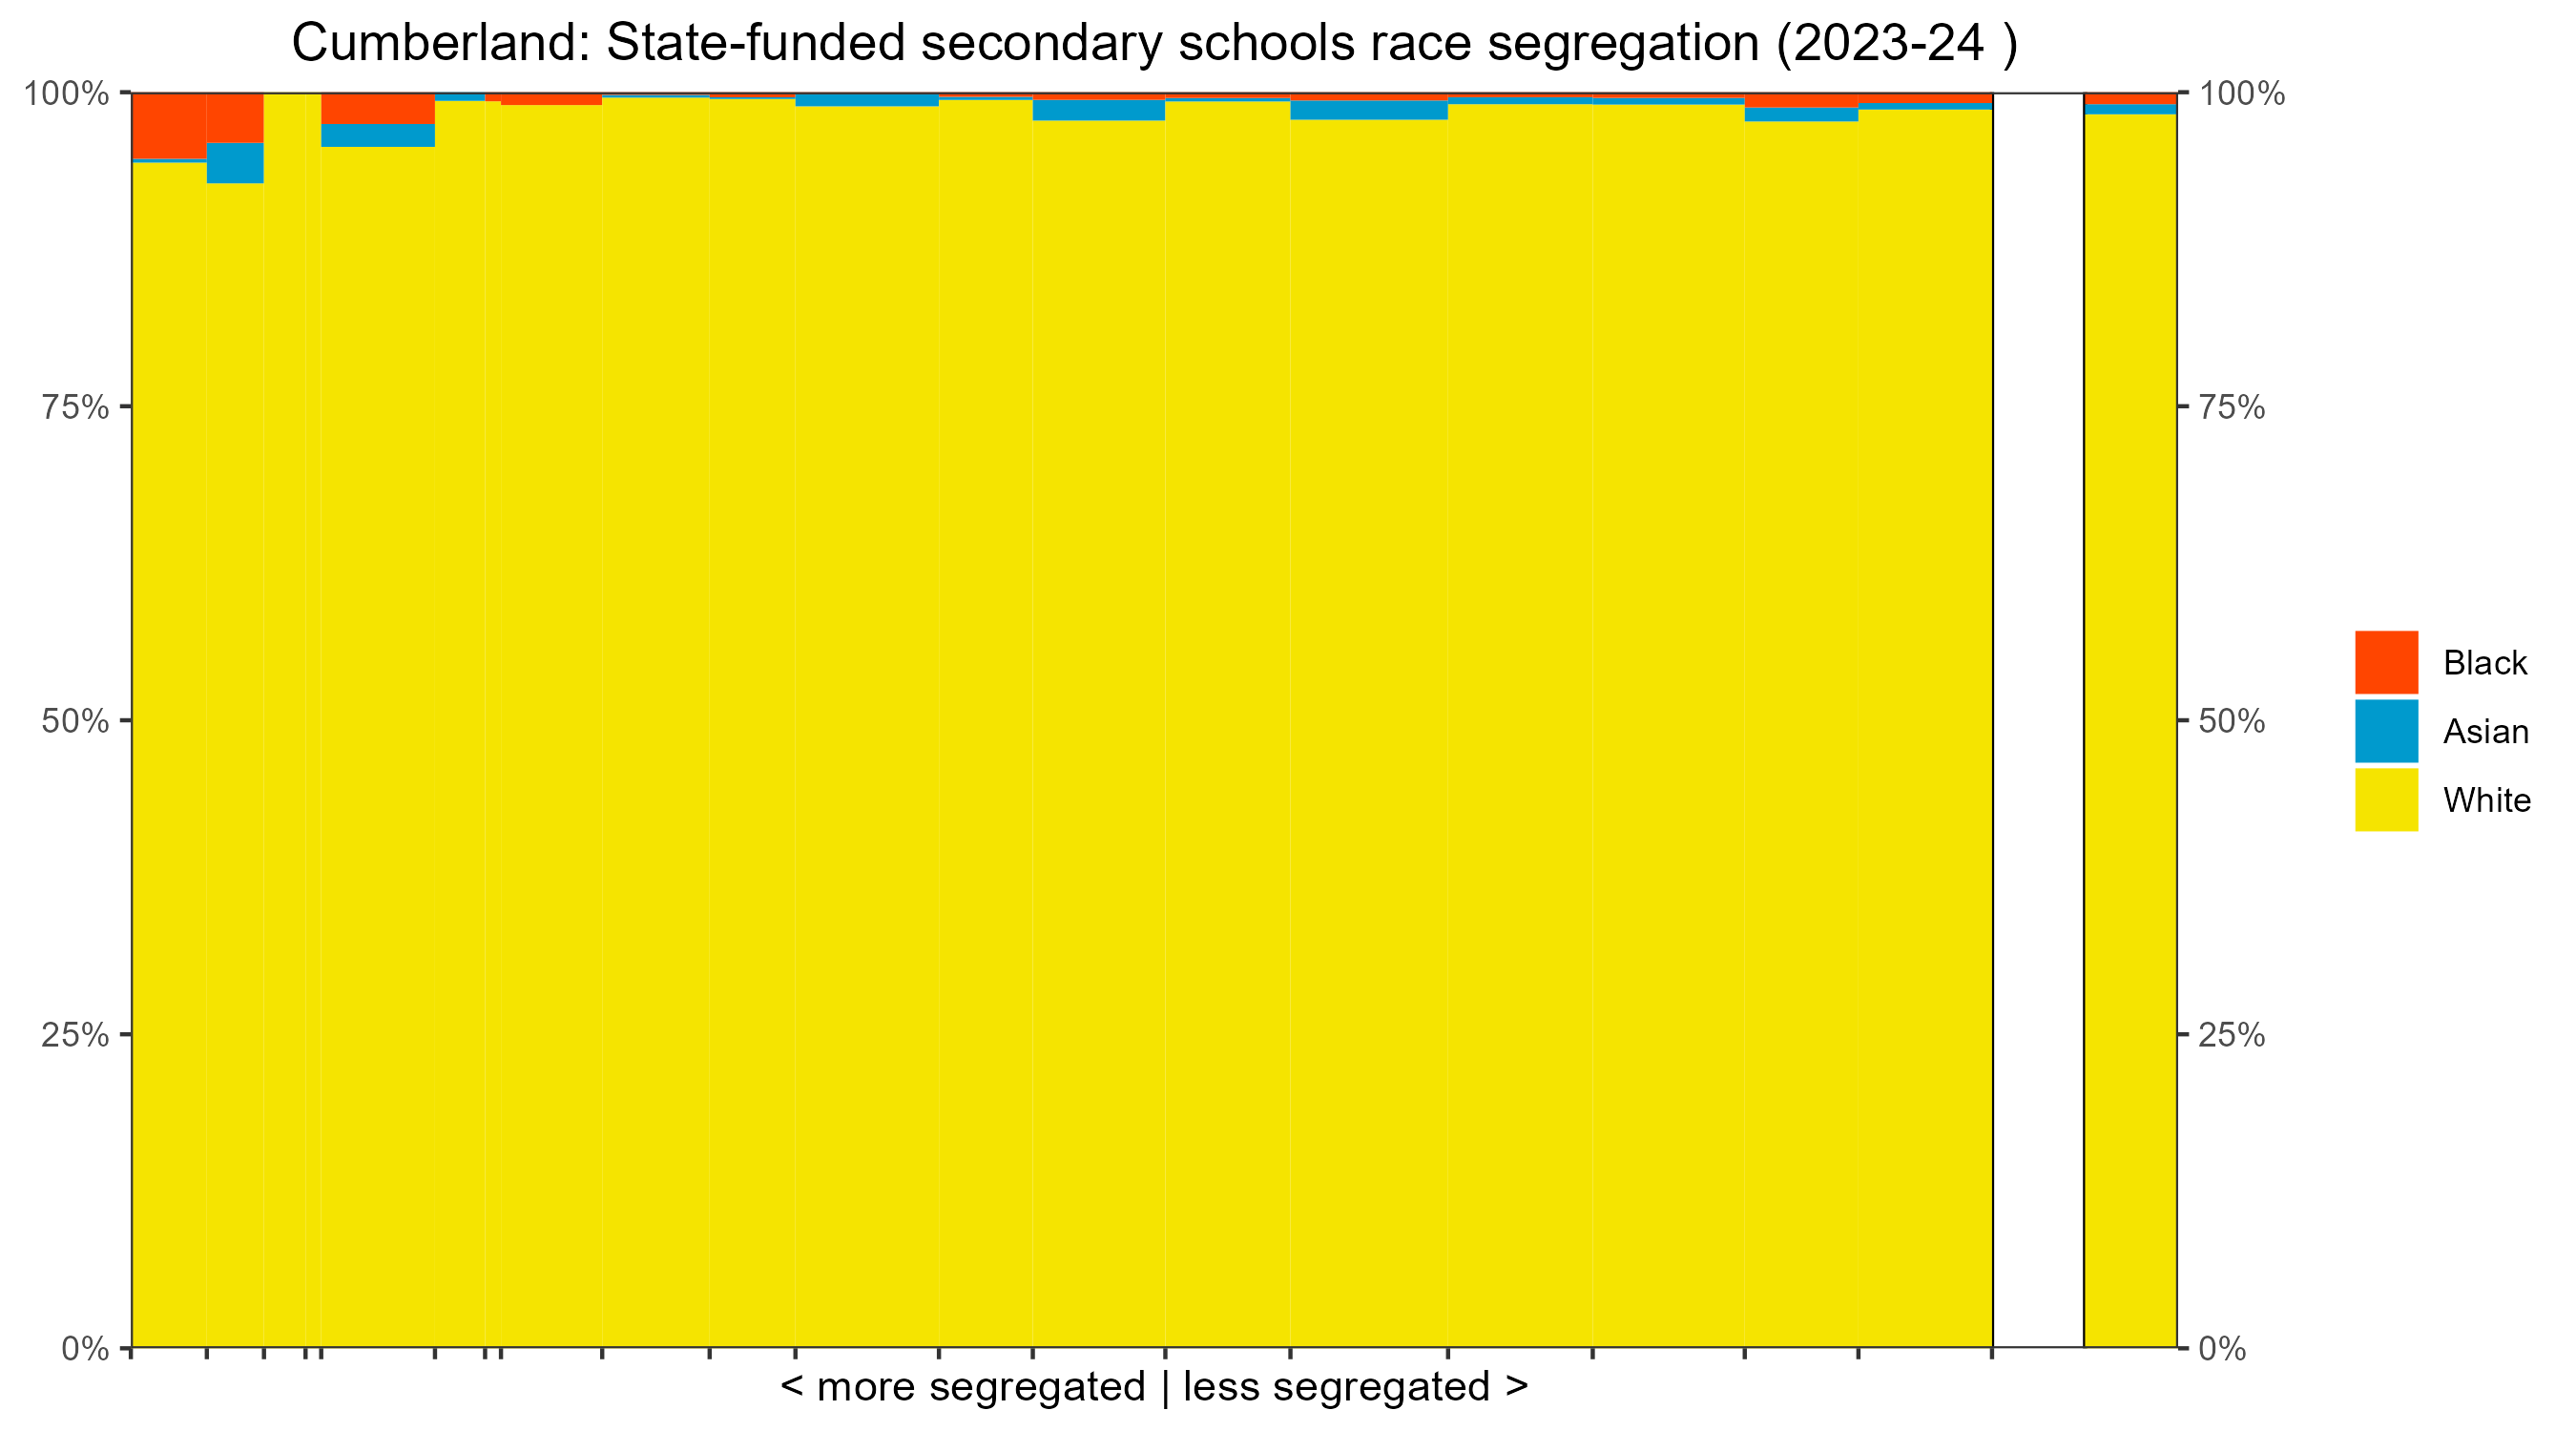 Cumberland: State-funded secondary schools race segregation (2023-24 )
100%
100%
75%
75%
50%
50%
25%
25%
0%
0%
Black
Asian
White
< more segregated | less segregated >